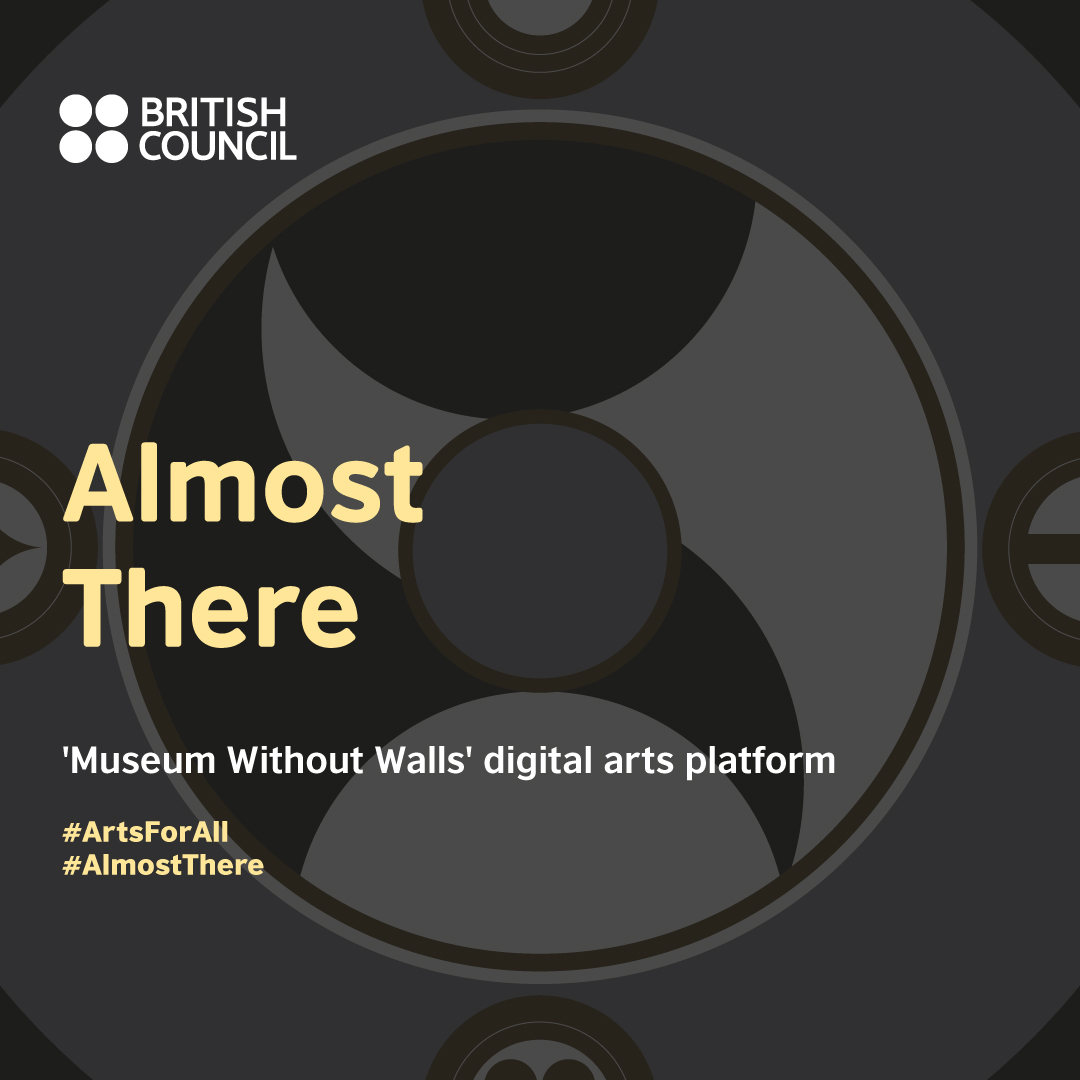 BRITISH
COUNCIL
Almost
There
'Museum Without Walls' digital arts platform
#ArtsForAll
#AlmostThere